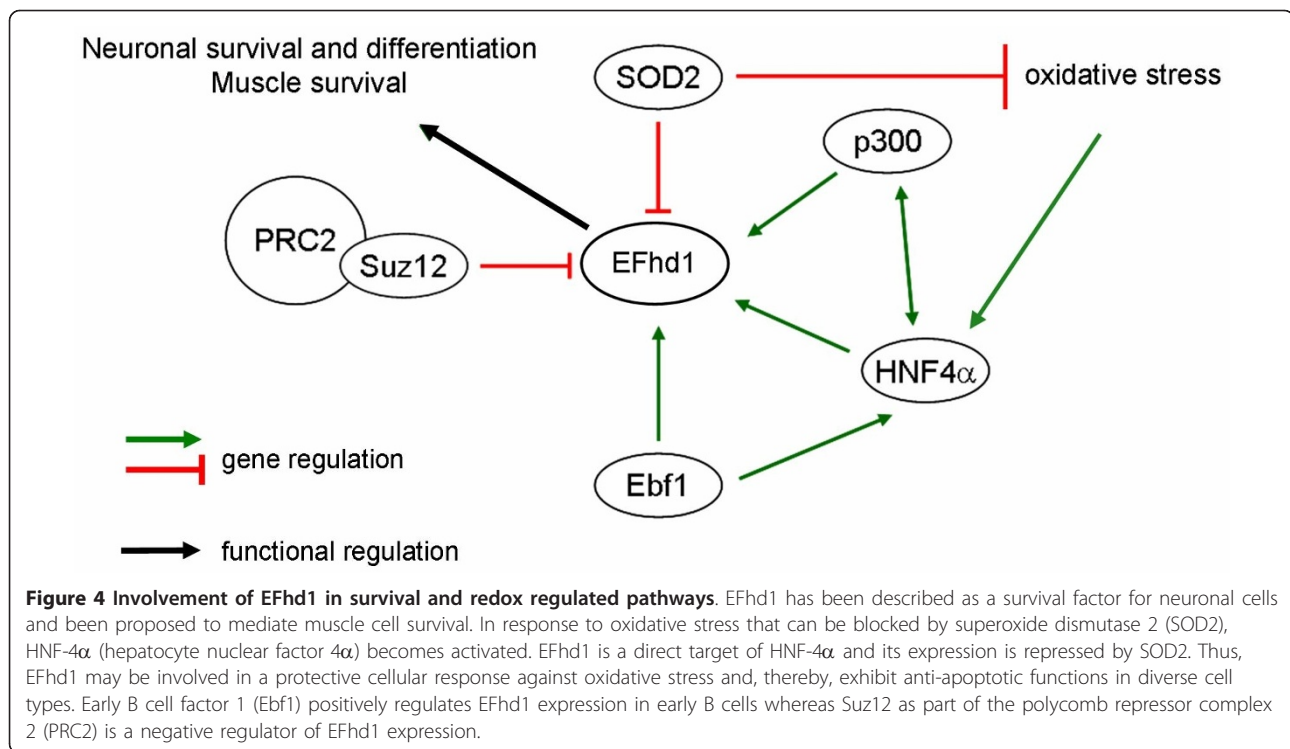 Neuronal survival and differentiation
Muscle survival
SOD2
oxidative stress
p300
PRC2
Suz12
EFhd1
HNF4α
Ebf1
gene regulation
functional regulation
Figure 4 Involvement of EFhd1 in survival and redox regulated pathways. EFhd1 has been described as a survival factor for neuronal cells
and been proposed to mediate muscle cell survival. In response to oxidative stress that can be blocked by superoxide dismutase 2 (SOD2),
HNF-4α (hepatocyte nuclear factor 4α) becomes activated. EFhd1 is a direct target of HNF-4α and its expression is repressed by SOD2. Thus,
EFhd1 may be involved in a protective cellular response against oxidative stress and, thereby, exhibit anti-apoptotic functions in diverse cell
types. Early B cell factor 1 (Ebf1) positively regulates EFhd1 expression in early B cells whereas Suz12 as part of the polycomb repressor complex
2 (PRC2) is a negative regulator of EFhd1 expression.